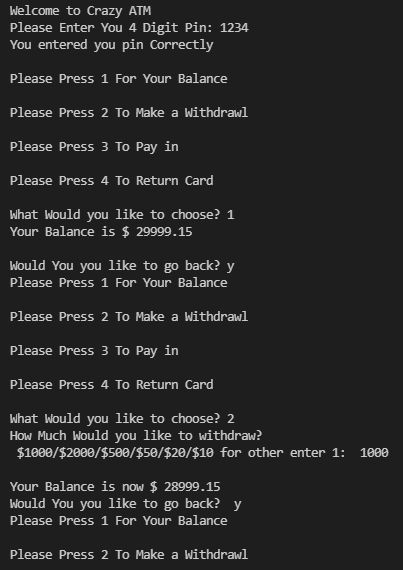 Welcome to Crazy ATM
Please Enter You 4 Digit Pin: 1234
You entered you pin Correctly
Please Press 1 For Your Balance
Please Press 2 To Make a Withdrawl
Please Press 3 To Pay in
Please Press 4 To Return Card
What Would you like to choose? 1
Your Balance is $ 29999.15
Would You you like to go back? y
Please Press 1 For Your Balance
Please Press 2 To Make a Withdrawl
Please Press 3 To Pay in
Please Press 4 To Return Card
What Would you like to choose? 2
How Much Would you like to withdraw?
$1000/$2000/$500/$50/$20/$10 for other enter 1:  1000
Your Balance is now $ 28999.15
Would You you like to go back?  y
Please Press 1 For Your Balance
Please Press 2 To Make a Withdrawl